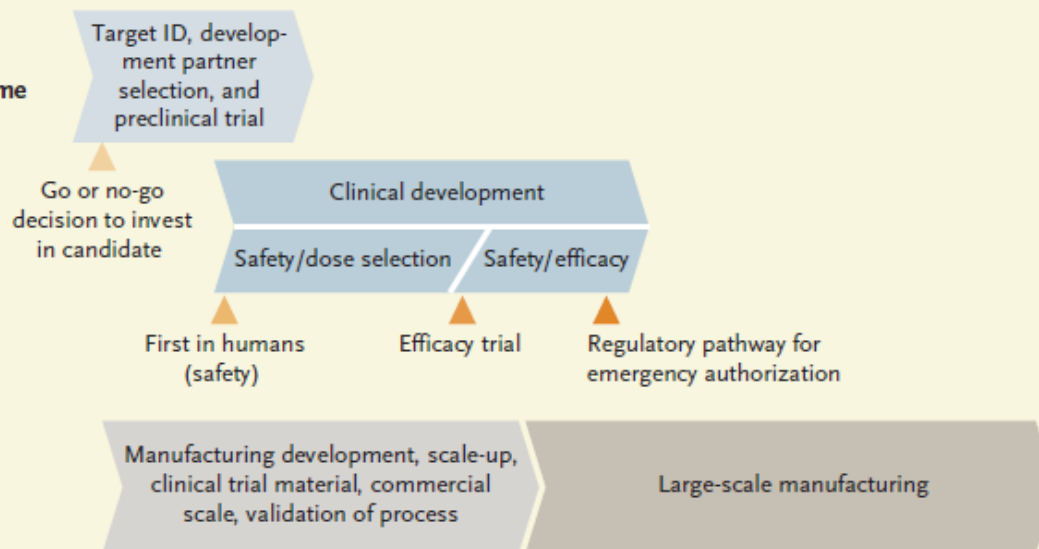 Target ID, develop-
ment partner
selection, and
preclinical trial
me
Go or no-go
decision to invest
in candidate
Clinical development
Safety/dose selection
Safety/efficacy
First in humans
(safety)
Efficacy trial
Regulatory pathway for
emergency authorization
Manufacturing development, scale-up,
clinical trial material, commercial
scale, validation of process
Large-scale manufacturing